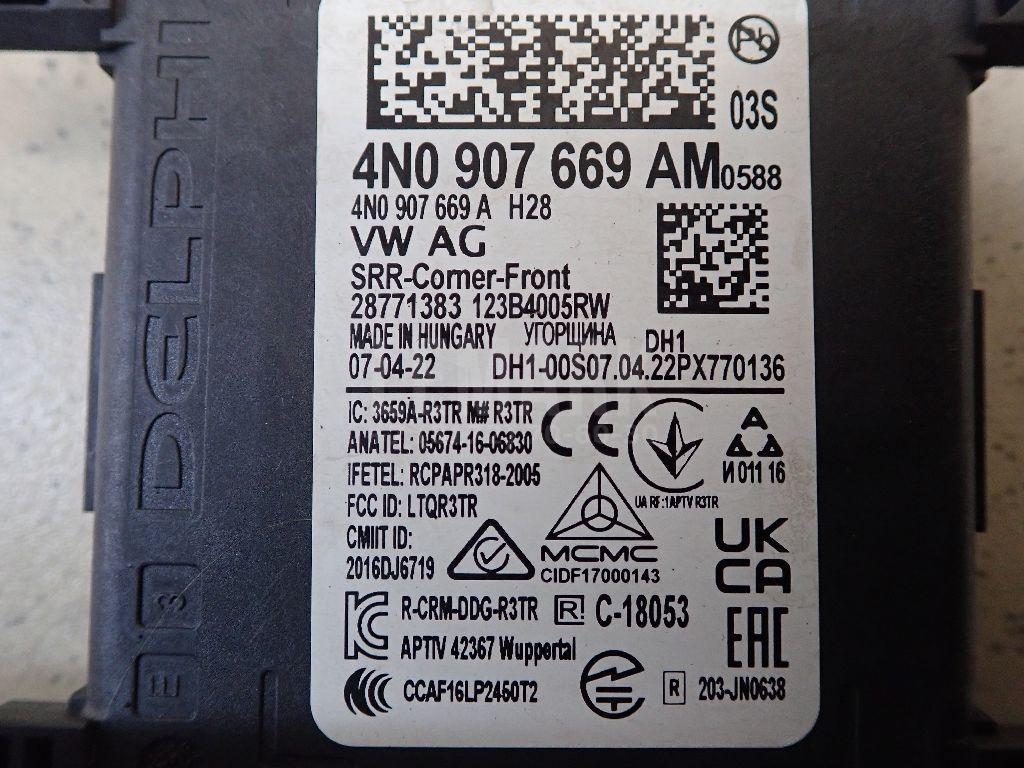 DELPHI
E 3
Pb
03S
4N0 907 669 AM 0588
4N0 907 669 A H28
VW AG
SRR-Corner-Front
28771383 123B4005RW
MADE IN HUNGARY УГОРЩИНА DH1
07-04-22 DH1-00S07.04.22PX770136
IC: 3659A-R3TR M# R3TR
ANATEL: 05674-16-06830
IFETEL: RCPAPR318-2005
FCC ID: LTQR3TR
CMIIT ID:
2016DJ6719
CE
UA RF:1APTV R3TR
A
И 011 16
MCMC
CIDF17000143
UK
CA
R-CRM-DDG-R3TR R! C-18053
APTIV 42367 Wuppertal
EAC
CCAF16LP2450T2
R 203-JN0638